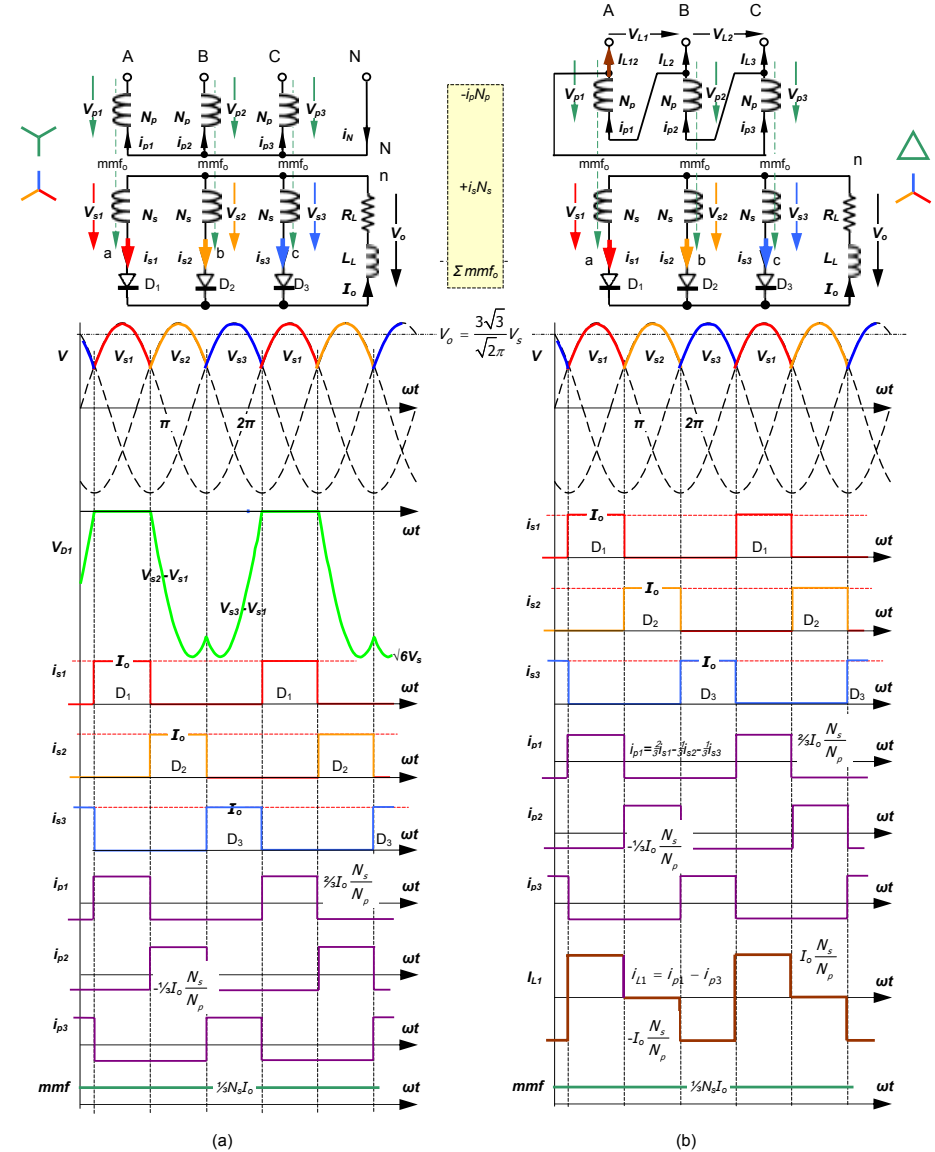 A B C N
V_p1 N_p N_p V_p2 N_p V_p3
i_p1 i_p2 i_p3 i_N
N
mmf_o mmf_o mmf_o
n
V_s1 N_s N_s V_s2 N_s V_s3 R_L V_o
a i_s1 i_s2 b i_s3 c L_L
D_1 D_2 D_3 I_o
-i_pN_p
+i_sN_s
Σmmf_o
A B C
V_L1 V_L2
I_L12 I_L2 I_L3
V_p1 N_p N_p V_p2 N_p V_p3
i_p1 i_p2 i_p3
mmf_o mmf_o mmf_o
n
V_s1 N_s N_s V_s2 N_s V_s3 R_L V_o
a i_s1 i_s2 b i_s3 c L_L
D_1 D_2 D_3 I_o
V_o = 3√3/√2π V_s
V V_s1 V_s2 V_s3 V_s1
ωt
π 2π
ωt
V_D1
V_s2-V_s1
V_s3-V_s1
√6V_s
i_s1 I_o ωt
D_1 D_1
i_s2 I_o ωt
D_2 D_2
i_s3 I_o ωt
D_3 D_3
i_p1 ⅔I_o N_s/N_p ωt
i_p2 -⅓I_o N_s/N_p ωt
i_p3 ωt
mmf ⅓N_sI_o ωt
(a)
V V_s1 V_s2 V_s3 V_s1
ωt
π 2π
i_s1 I_o ωt
D_1 D_1
i_s2 I_o ωt
D_2 D_2
i_s3 I_o ωt
D_3 D_3
i_p1 i_p1=⅔i_s1-⅓i_s2-⅓i_s3 ⅔I_o N_s/N_p ωt
i_p2 -⅓I_o N_s/N_p ωt
i_p3 ωt
I_L1 i_L1 = i_p1 − i_p3 I_o N_s/N_p ωt
-I_o N_s/N_p
mmf ⅓N_sI_o ωt
(b)